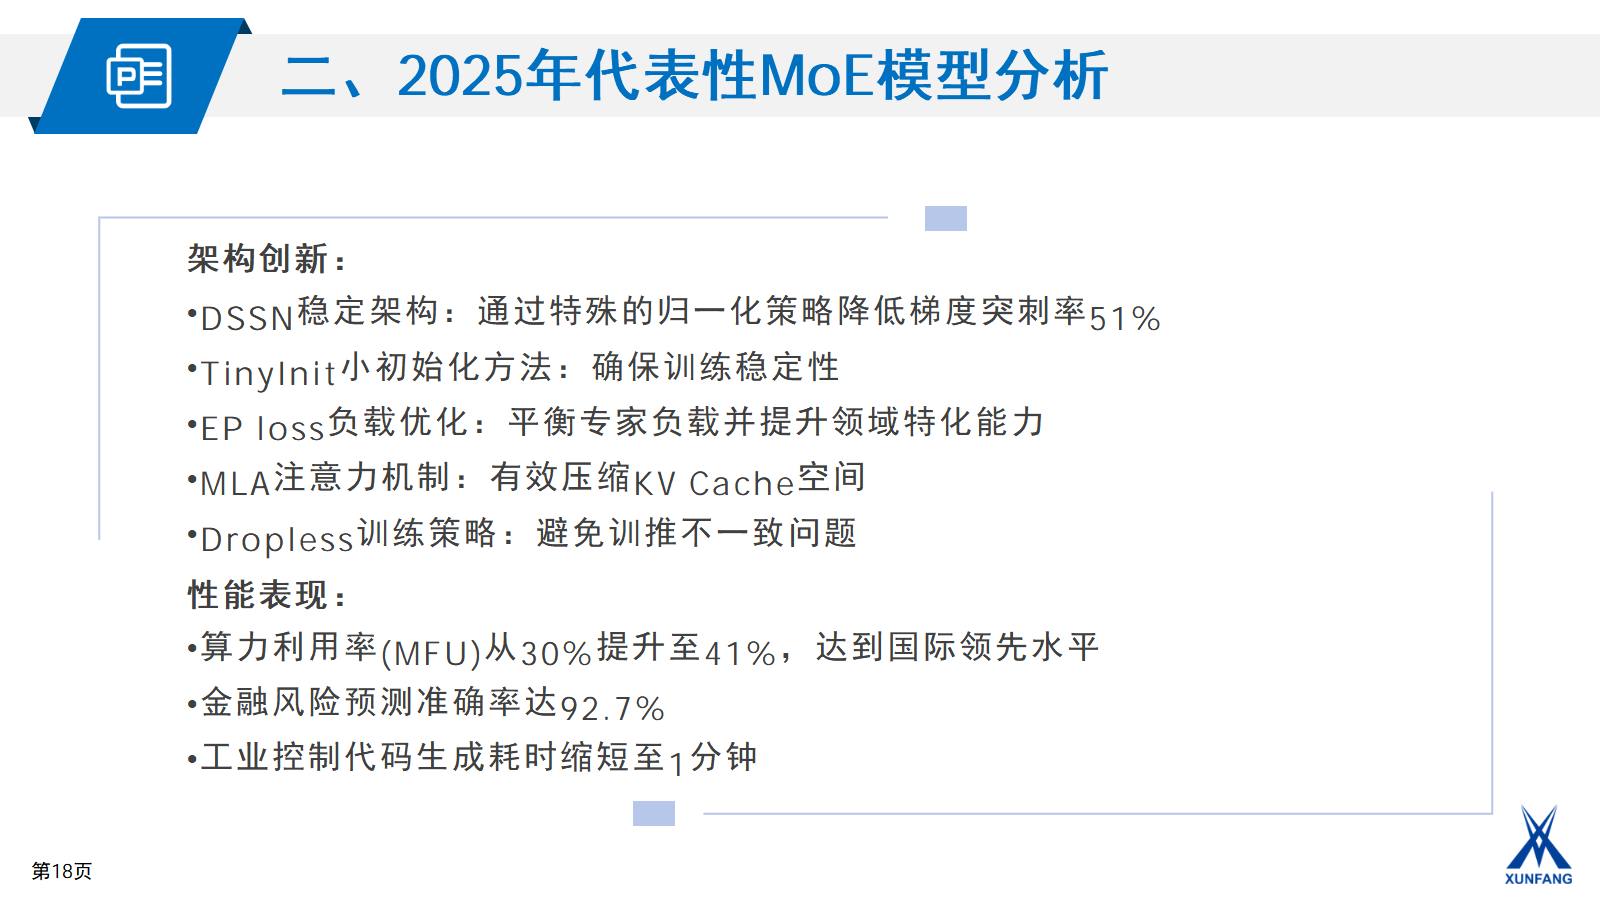 二、2025年代表性MoE模型分析
架构创新：
•DSSN稳定架构：通过特殊的归一化策略降低梯度突刺率51%
•TinyInit小初始化方法：确保训练稳定性
•EP loss负载优化：平衡专家负载并提升领域特化能力
•MLA注意力机制：有效压缩KV Cache空间
•Dropless训练策略：避免训推不一致问题
性能表现：
•算力利用率(MFU)从30%提升至41%，达到国际领先水平
•金融风险预测准确率达92.7%
•工业控制代码生成耗时缩短至1分钟
第18页
XUNFANG